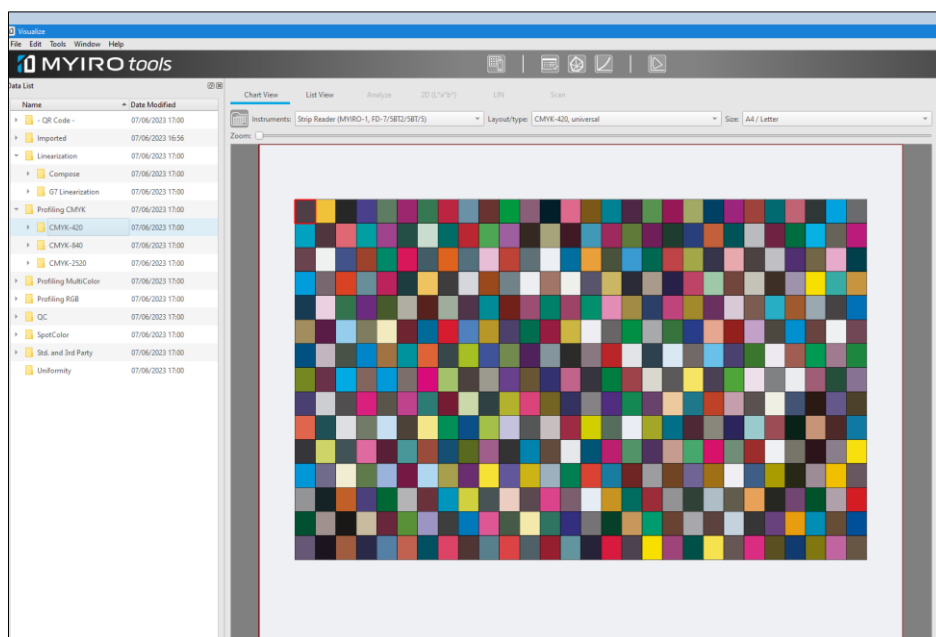 Visualize
File Edit Tools Window Help
MYIRO tools
Data List
Chart View List View Analyze 2D (L*a*b*) LIN Scan
Name Date Modified
Instruments: Strip Reader (MYIRO-1, FD-7/5BT2/5BT/5) Layout/type: CMYK-420, universal Size: A4 / Letter
Zoom:
- QR Code - 07/06/2023 17:00
Imported 07/06/2023 16:56
Linearization 07/06/2023 17:00
Compose 07/06/2023 17:00
G7 Linearization 07/06/2023 17:00
Profiling CMYK 07/06/2023 17:00
CMYK-420 07/06/2023 17:00
CMYK-840 07/06/2023 17:00
CMYK-2520 07/06/2023 17:00
Profiling MultiColor 07/06/2023 17:00
Profiling RGB 07/06/2023 17:00
QC 07/06/2023 17:00
SpotColor 07/06/2023 17:00
Std. and 3rd Party 07/06/2023 17:00
Uniformity 07/06/2023 17:00